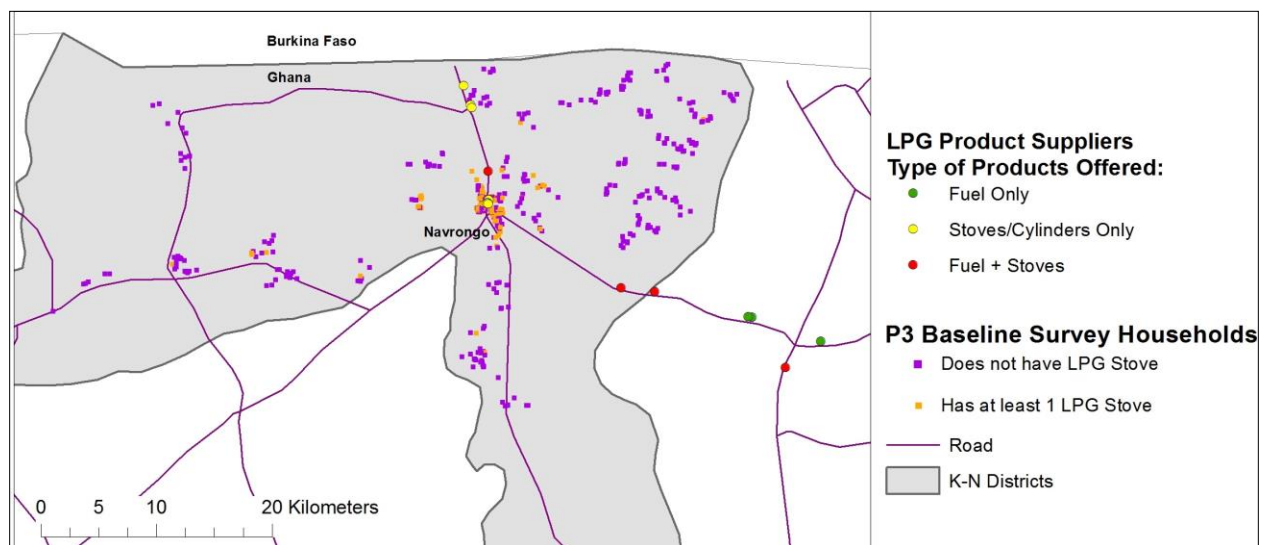 Burkina Faso
Ghana
Navrongo
0 5 10 20 Kilometers
LPG Product Suppliers
Type of Products Offered:
Fuel Only
Stoves/Cylinders Only
Fuel + Stoves
P3 Baseline Survey Households
Does not have LPG Stove
Has at least 1 LPG Stove
Road
K-N Districts